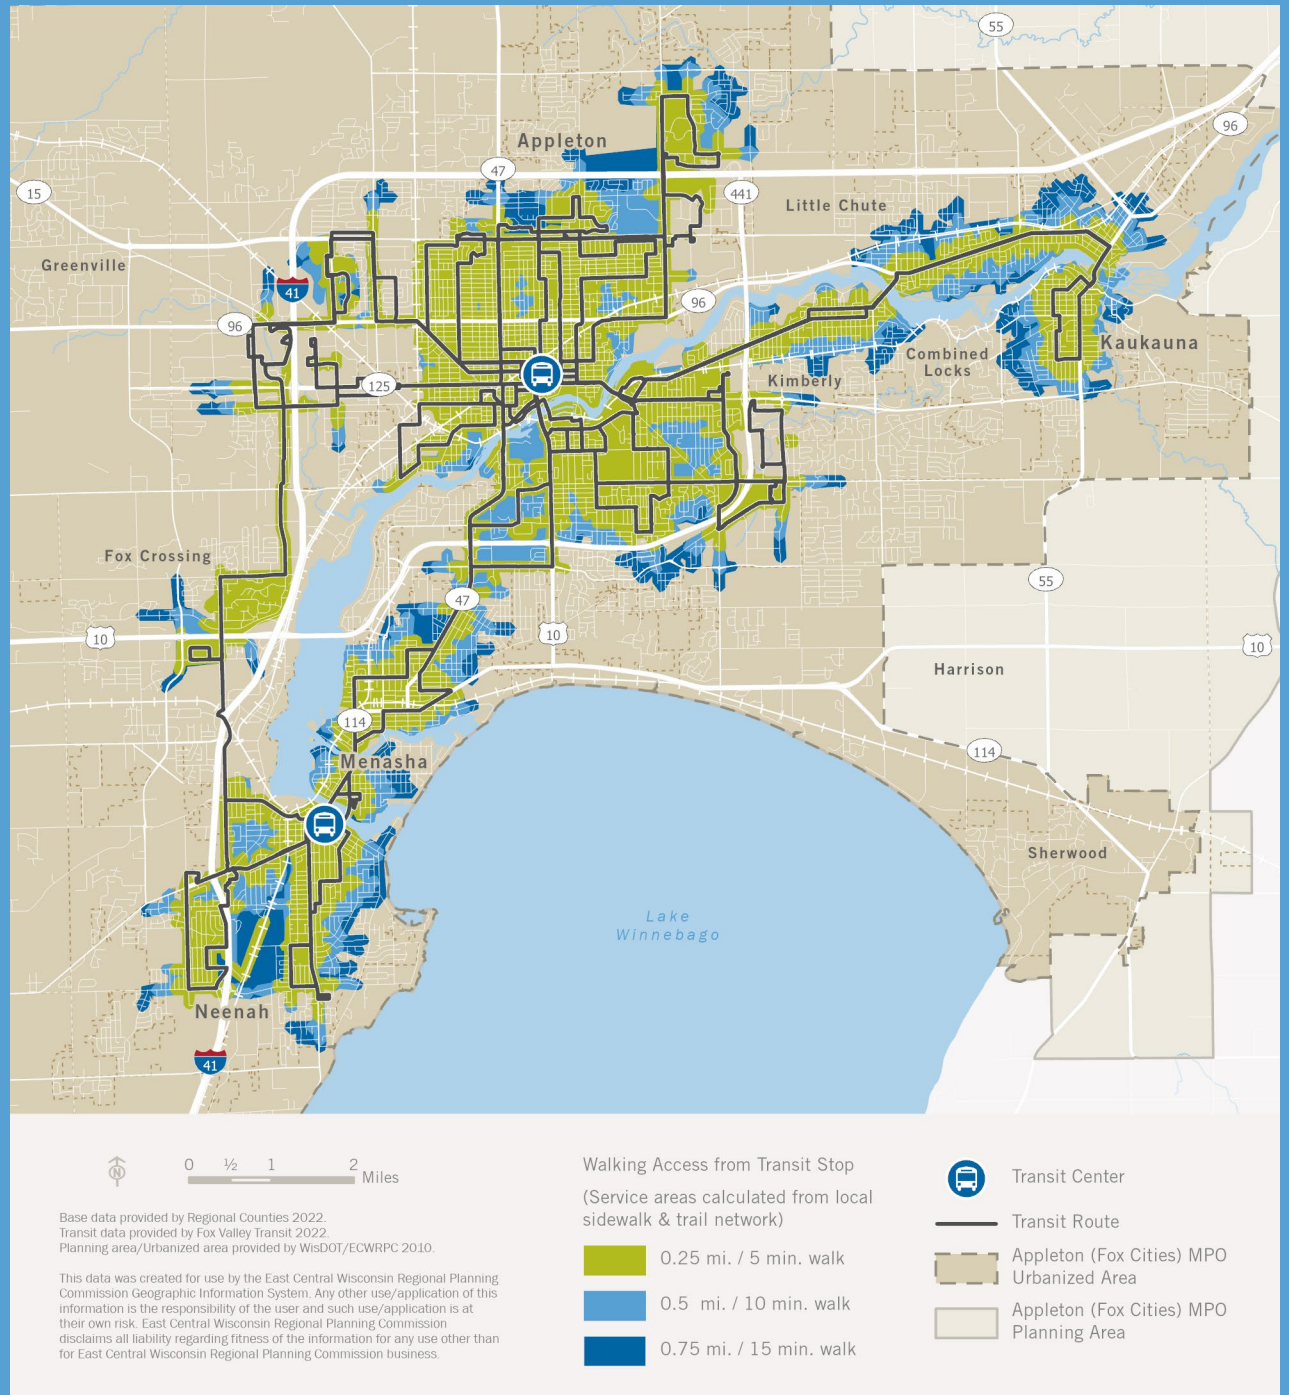 55
96
Appleton
47
15
441
Little Chute
Greenville
41
96
96
Kaukauna
Combined
Locks
125
Kimberly
Fox Crossing
55
47
10
10
10
Harrison
114
114
Menasha
Sherwood
Lake
Winnebago
Neenah
41
N
0 ½ 1 2
Miles
Base data provided by Regional Counties 2022.
Transit data provided by Fox Valley Transit 2022.
Planning area/Urbanized area provided by WisDOT/ECWRPC 2010.
This data was created for use by the East Central Wisconsin Regional Planning
Commission Geographic Information System. Any other use/application of this
information is the responsibility of the user and such use/application is at
their own risk. East Central Wisconsin Regional Planning Commission
disclaims all liability regarding fitness of the information for any use other than
for East Central Wisconsin Regional Planning Commission business.
Walking Access from Transit Stop
(Service areas calculated from local
sidewalk & trail network)
0.25 mi. / 5 min. walk
0.5 mi. / 10 min. walk
0.75 mi. / 15 min. walk
Transit Center
Transit Route
Appleton (Fox Cities) MPO
Urbanized Area
Appleton (Fox Cities) MPO
Planning Area